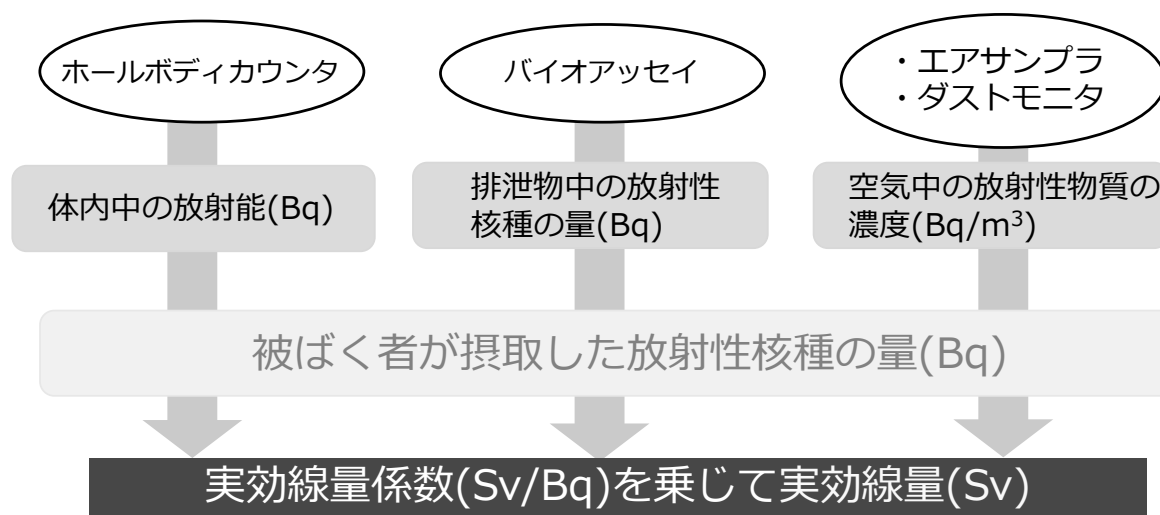 ホールボディカウンタ
バイオアッセイ
・エアサンプラ
・ダストモニタ
体内中の放射能(Bq)
排泄物中の放射性
核種の量(Bq)
空気中の放射性物質の
濃度(Bq/m³)
被ばく者が摂取した放射性核種の量(Bq)
実効線量係数(Sv/Bq)を乗じて実効線量(Sv)